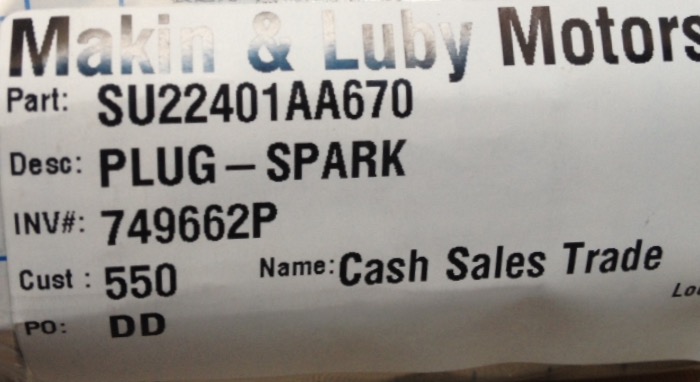 Makin & Luby Motors
Part: SU22401AA670
Desc: PLUG – SPARK
INV#: 749662P
Cust : 550 Name: Cash Sales Trade
PO: DD